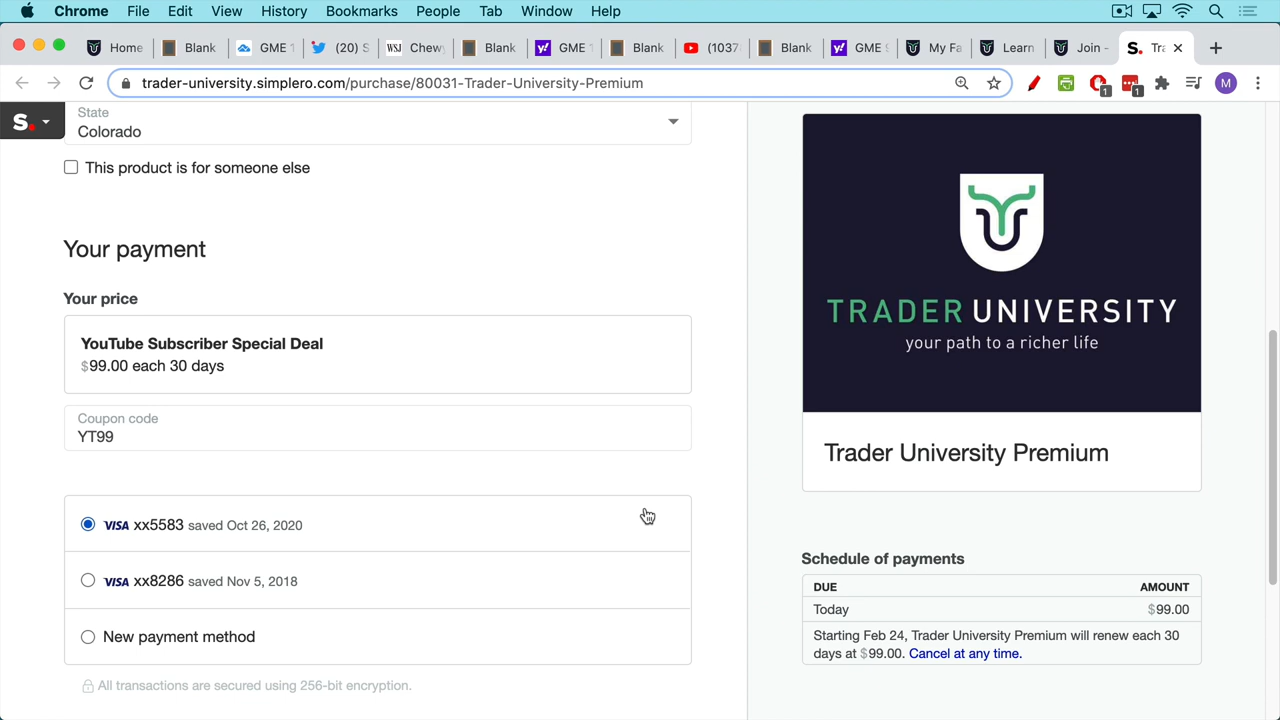 Chrome File Edit View History Bookmarks People Tab Window Help
Home Blank GME (20) S WSJ Chewy Blank GME Blank (1037 Blank GME My Fa Learn Join - S. Tra
trader-university.simplero.com/purchase/80031-Trader-University-Premium
1 1 M
S.
State
Colorado
This product is for someone else
Your payment
Your price
YouTube Subscriber Special Deal
$99.00 each 30 days
Coupon code
YT99
VISA xx5583 saved Oct 26, 2020
VISA xx8286 saved Nov 5, 2018
New payment method
All transactions are secured using 256-bit encryption.
TRADER UNIVERSITY
your path to a richer life
Trader University Premium
Schedule of payments
DUE AMOUNT
Today $99.00
Starting Feb 24, Trader University Premium will renew each 30
days at $99.00. Cancel at any time.